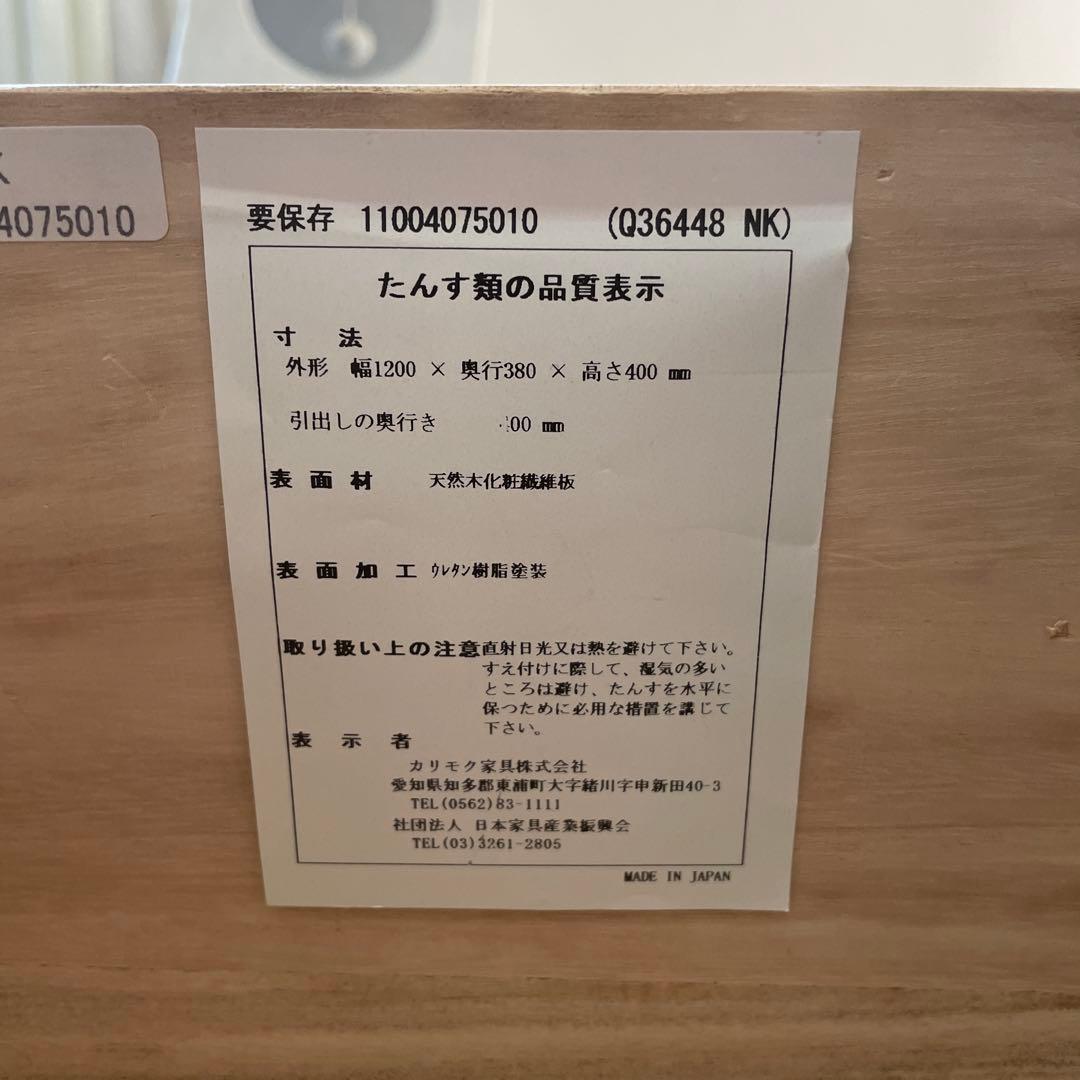 4075010
要保存 11004075010 (Q36448 NK)
たんす類の品質表示
寸 法
外形 幅1200 × 奥行380 × 高さ400 mm
引出しの奥行き 00 mm
表 面 材 天然木化粧繊維板
表 面 加 工 ｳﾚﾀﾝ樹脂塗装
取り扱い上の注意 直射日光又は熱を避けて下さい。
すえ付けに際して、湿気の多い
ところは避け、たんすを水平に
保つために必用な措置を講じて
下さい。
表 示 者
カリモク家具株式会社
愛知県知多郡東浦町大字緒川字申新田40-3
TEL(0562)83-1111
社団法人 日本家具産業振興会
TEL(03)3261-2805
MADE IN JAPAN